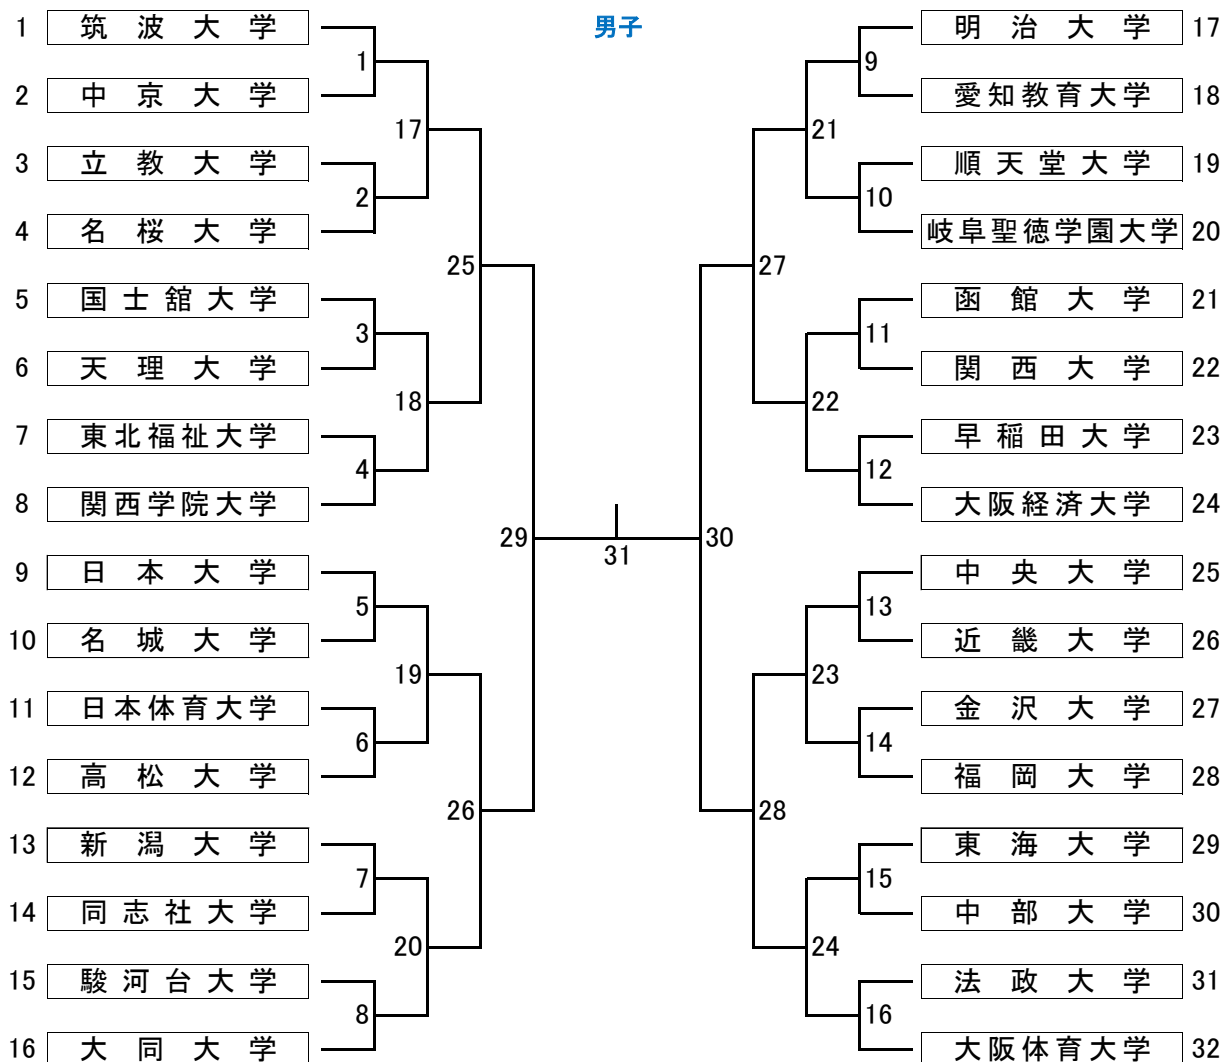 男子
1 筑波大学
1
2 中京大学
17
3 立教大学
2
4 名桜大学
25
5 国士舘大学
3
6 天理大学
18
7 東北福祉大学
4
8 関西学院大学
29
9 日本大学
5
10 名城大学
19
11 日本体育大学
6
12 高松大学
26
13 新潟大学
7
14 同志社大学
20
15 駿河台大学
8
16 大同大学
31
明治大学 17
9
愛知教育大学 18
21
順天堂大学 19
10
岐阜聖徳学園大学 20
27
函館大学 21
11
関西大学 22
22
早稲田大学 23
12
大阪経済大学 24
30
中央大学 25
13
近畿大学 26
23
金沢大学 27
14
福岡大学 28
28
東海大学 29
15
中部大学 30
24
法政大学 31
16
大阪体育大学 32